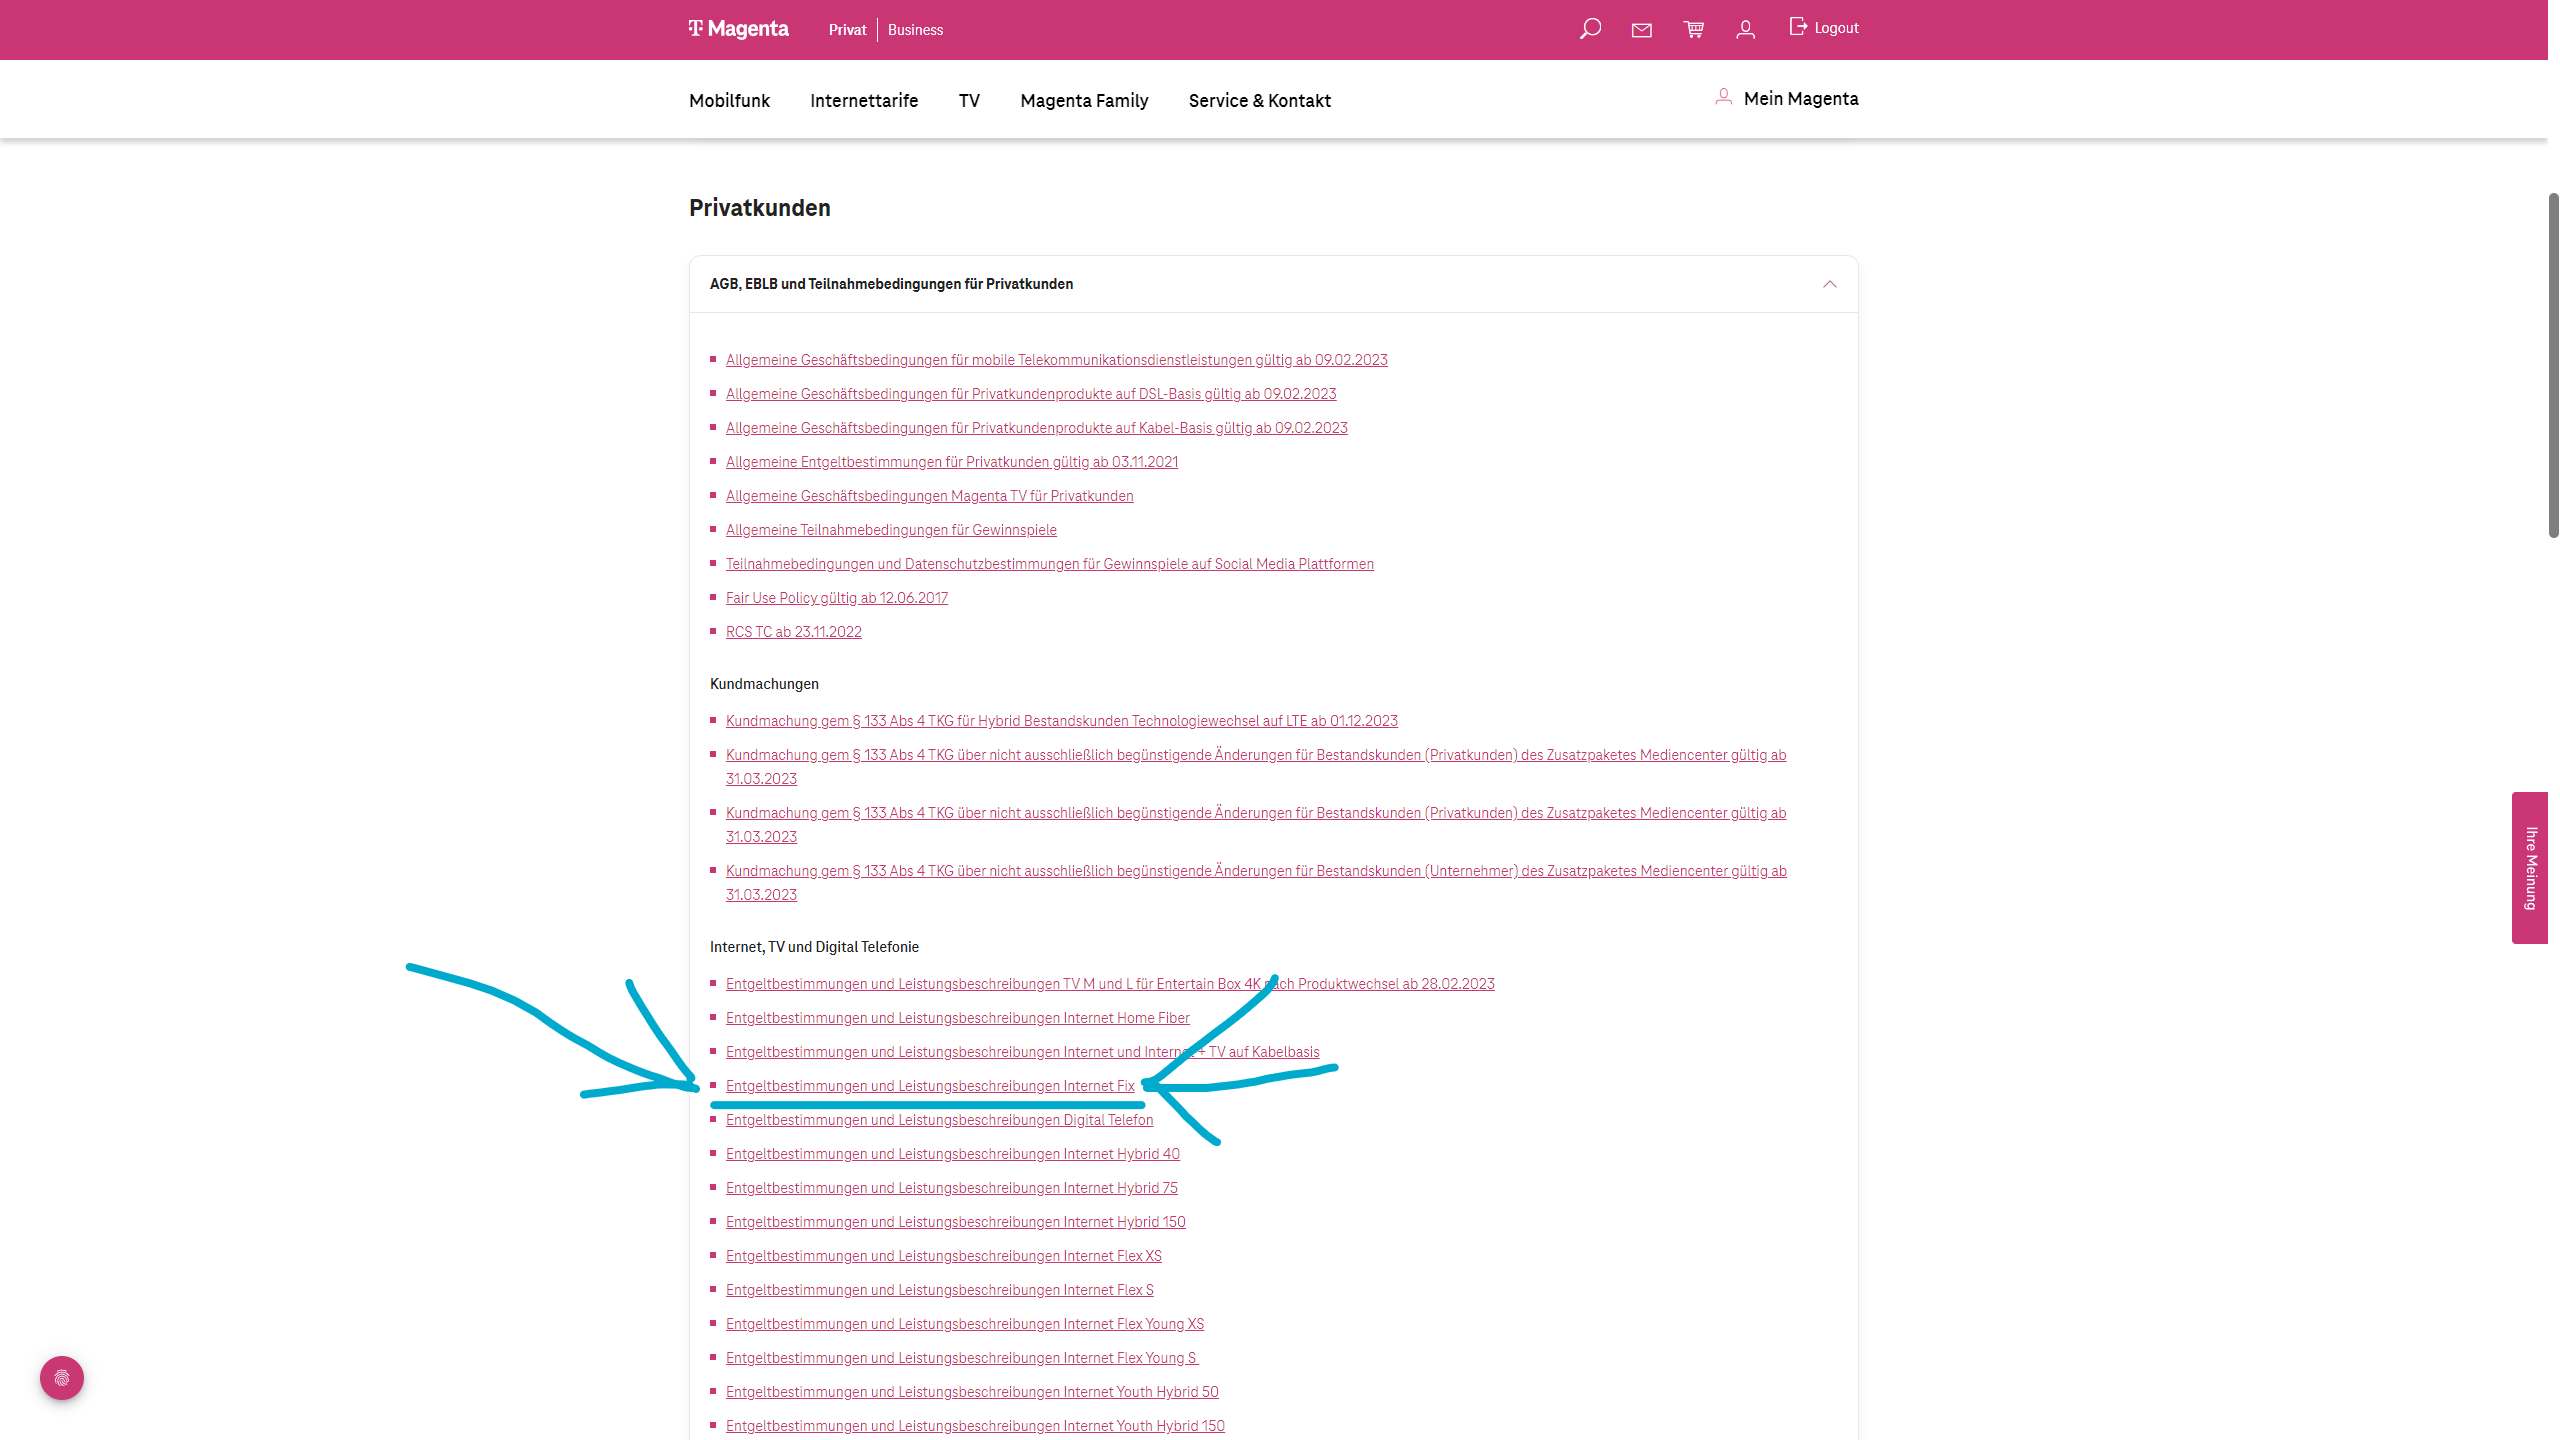 T Magenta
Privat
Business
Logout
Mobilfunk
Internettarife
TV
Magenta Family
Service & Kontakt
Mein Magenta
Privatkunden
AGB, EBLB und Teilnahmebedingungen für Privatkunden
Allgemeine Geschäftsbedingungen für mobile Telekommunikationsdienstleistungen gültig ab 09.02.2023
Allgemeine Geschäftsbedingungen für Privatkundenprodukte auf DSL-Basis gültig ab 09.02.2023
Allgemeine Geschäftsbedingungen für Privatkundenprodukte auf Kabel-Basis gültig ab 09.02.2023
Allgemeine Entgeltbestimmungen für Privatkunden gültig ab 03.11.2021
Allgemeine Geschäftsbedingungen Magenta TV für Privatkunden
Allgemeine Teilnahmebedingungen für Gewinnspiele
Teilnahmebedingungen und Datenschutzbestimmungen für Gewinnspiele auf Social Media Plattformen
Fair Use Policy gültig ab 12.06.2017
RCS TC ab 23.11.2022
Kundmachungen
Kundmachung gem § 133 Abs 4 TKG für Hybrid Bestandskunden Technologiewechsel auf LTE ab 01.12.2023
Kundmachung gem § 133 Abs 4 TKG über nicht ausschließlich begünstigende Änderungen für Bestandskunden (Privatkunden) des Zusatzpaketes Mediencenter gültig ab
31.03.2023
Kundmachung gem § 133 Abs 4 TKG über nicht ausschließlich begünstigende Änderungen für Bestandskunden (Privatkunden) des Zusatzpaketes Mediencenter gültig ab
31.03.2023
Kundmachung gem § 133 Abs 4 TKG über nicht ausschließlich begünstigende Änderungen für Bestandskunden (Unternehmer) des Zusatzpaketes Mediencenter gültig ab
31.03.2023
Internet, TV und Digital Telefonie
Entgeltbestimmungen und Leistungsbeschreibungen TV M und L für Entertain Box 4K nach Produktwechsel ab 28.02.2023
Entgeltbestimmungen und Leistungsbeschreibungen Internet Home Fiber
Entgeltbestimmungen und Leistungsbeschreibungen Internet und Internet + TV auf Kabelbasis
Entgeltbestimmungen und Leistungsbeschreibungen Internet Fix
Entgeltbestimmungen und Leistungsbeschreibungen Digital Telefon
Entgeltbestimmungen und Leistungsbeschreibungen Internet Hybrid 40
Entgeltbestimmungen und Leistungsbeschreibungen Internet Hybrid 75
Entgeltbestimmungen und Leistungsbeschreibungen Internet Hybrid 150
Entgeltbestimmungen und Leistungsbeschreibungen Internet Flex XS
Entgeltbestimmungen und Leistungsbeschreibungen Internet Flex S
Entgeltbestimmungen und Leistungsbeschreibungen Internet Flex Young XS
Entgeltbestimmungen und Leistungsbeschreibungen Internet Flex Young S
Entgeltbestimmungen und Leistungsbeschreibungen Internet Youth Hybrid 50
Entgeltbestimmungen und Leistungsbeschreibungen Internet Youth Hybrid 150
Ihre Meinung